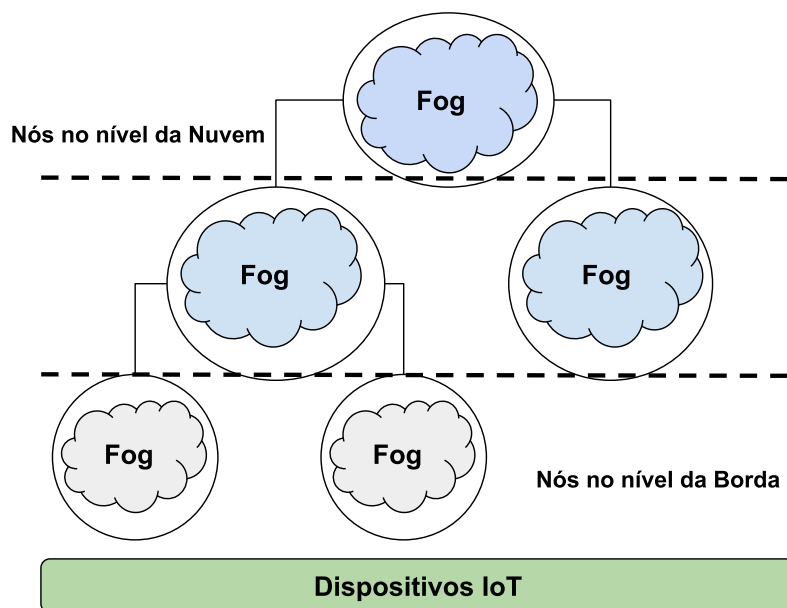 Fog
Nós no nível da Nuvem
Fog
Fog
Fog
Fog
Nós no nível da Borda
Dispositivos IoT